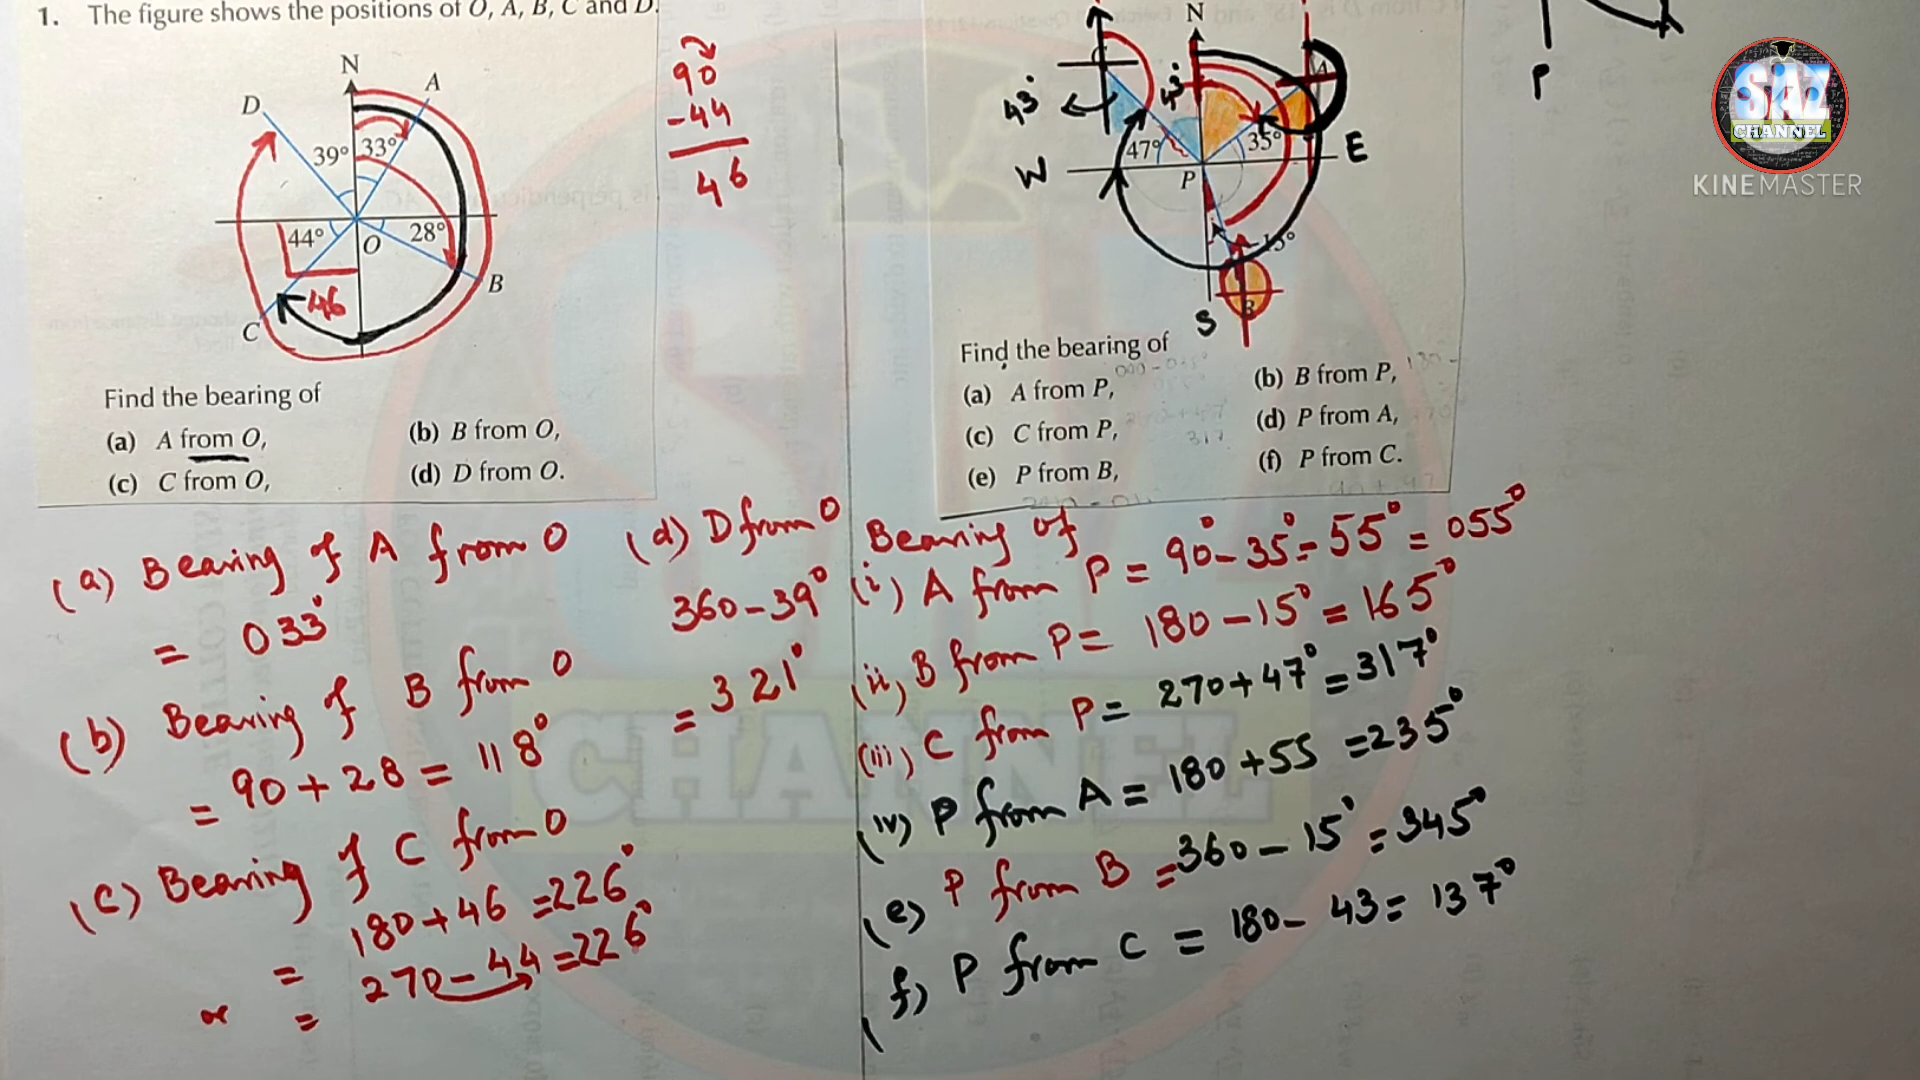 1. The figure shows the positions of O, A, B, C and D.
N
D
A
39° 33°
44° O 28°
46
C
B
90
-44
46
Find the bearing of
(a) A from O,
(b) B from O,
(c) C from O,
(d) D from O.
N
A
43°
43°
47°
35°
W
E
P
15°
B
S
P
Find the bearing of
(a) A from P,
(b) B from P,
(c) C from P,
(d) P from A,
(e) P from B,
(f) P from C.
SAZ
CHANNEL
KINEMASTER
(a) Bearing of A from O
= 033°
(b) Bearing of B from O
= 90 + 28 = 118°
(c) Bearing of C from O
= 180 + 46 = 226°
or = 270 - 44 = 226°
(d) D from O
360 - 39°
= 321°
Bearing of
(i) A from P = 90° - 35° = 55° = 055°
(ii) B from P = 180 - 15° = 165°
(iii) C from P = 270 + 47° = 317°
(iv) P from A = 180 + 55 = 235°
(e) P from B = 360 - 15° = 345°
(f) P from C = 180 - 43 = 137°
CHANNEL